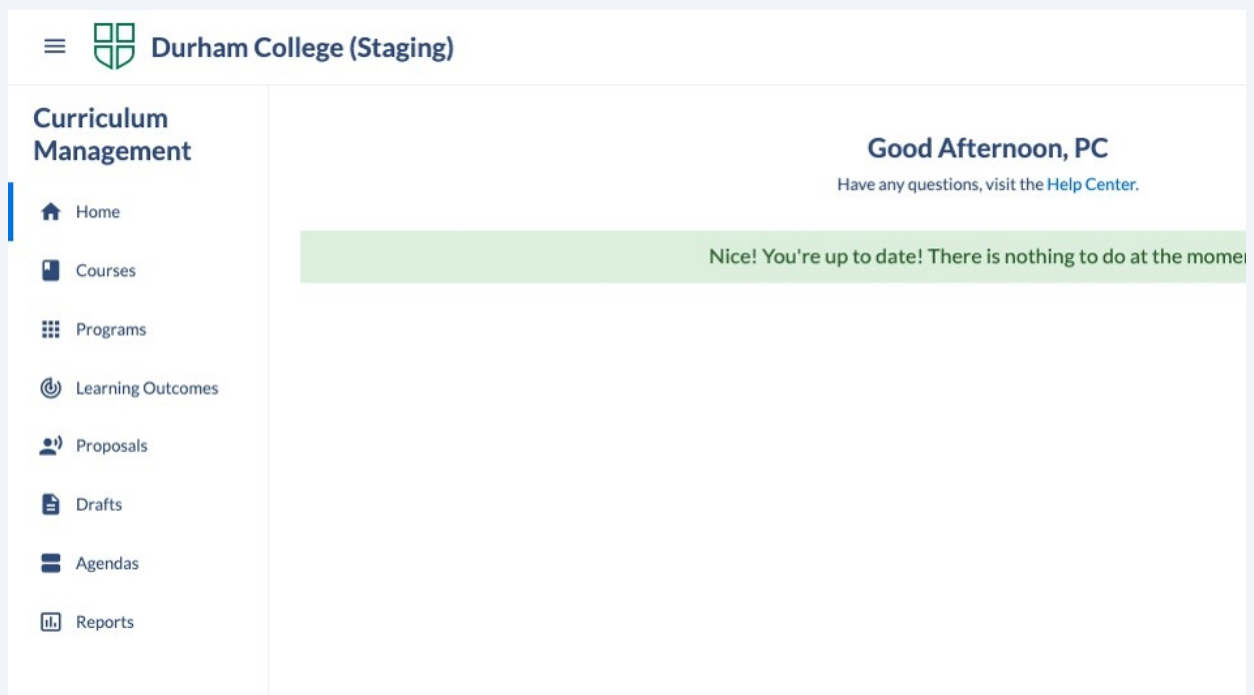 Durham College (Staging)
Curriculum
Management
Home
Courses
Programs
Learning Outcomes
Proposals
Drafts
Agendas
Reports
Good Afternoon, PC
Have any questions, visit the Help Center.
Nice! You're up to date! There is nothing to do at the